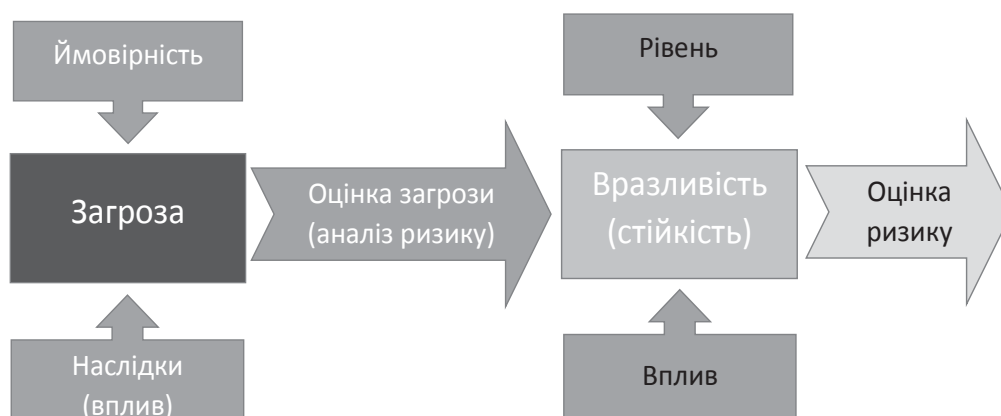 Ймовірність
Рівень
Загроза
Оцінка загрози
(аналіз ризику)
Вразливість
(стійкість)
Оцінка
ризику
Наслідки
(вплив)
Вплив